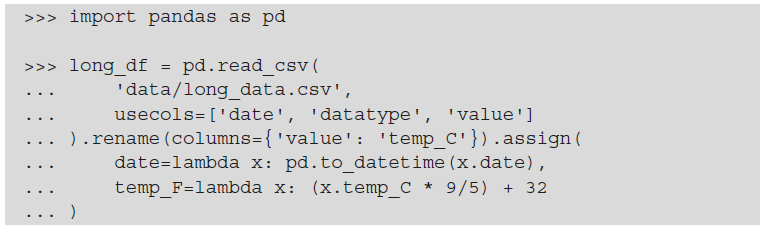 >>> import pandas as pd
>>> long_df = pd.read_csv(
...     'data/long_data.csv',
...     usecols=['date', 'datatype', 'value']
... ).rename(columns={'value': 'temp_C'}).assign(
...     date=lambda x: pd.to_datetime(x.date),
...     temp_F=lambda x: (x.temp_C * 9/5) + 32
... )